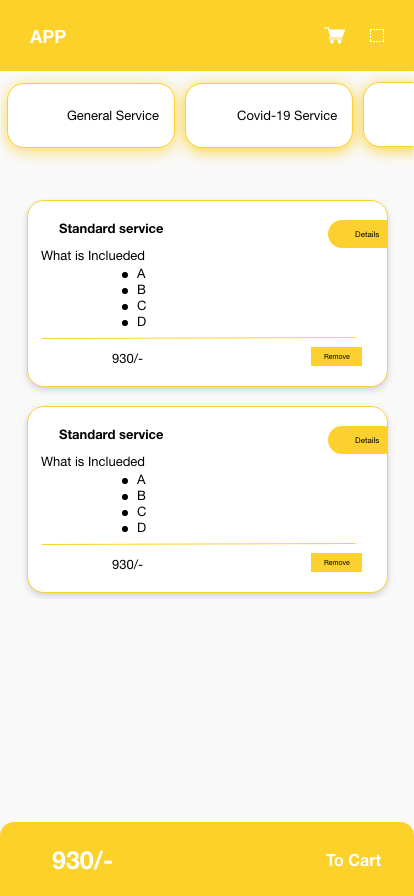 APP
General Service
Covid-19 Service
Standard service
Details
What is Inclueded
A
B
C
D
930/-
Remove
Standard service
Details
What is Inclueded
A
B
C
D
930/-
Remove
930/-
To Cart